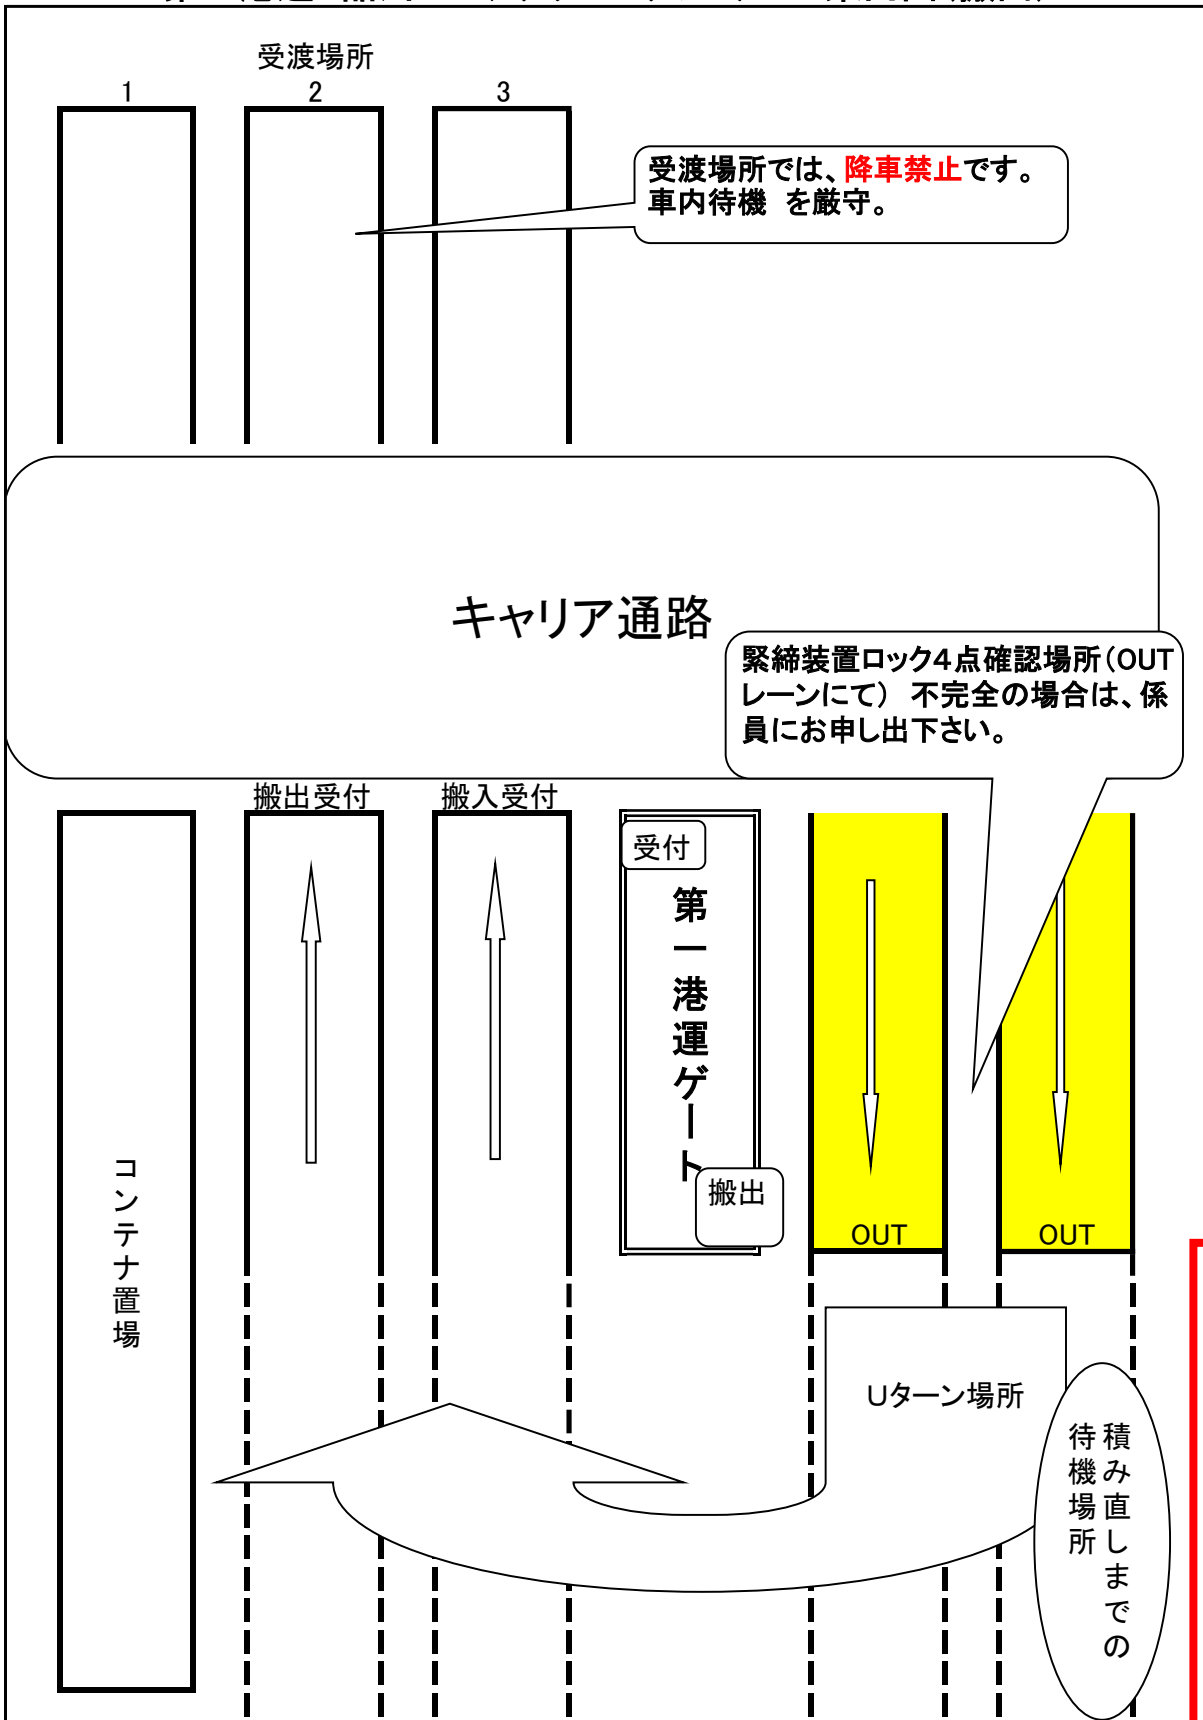 受渡場所
1
2
3
受渡場所では、降車禁止です。
車内待機 を厳守。
キャリア通路
緊締装置ロック4点確認場所(OUT
レーンにて) 不完全の場合は、係
員にお申し出下さい。
搬出受付
搬入受付
受付
第一港運ゲート
搬出
OUT
OUT
コンテナ置場
Uターン場所
積み直しまでの
待機場所